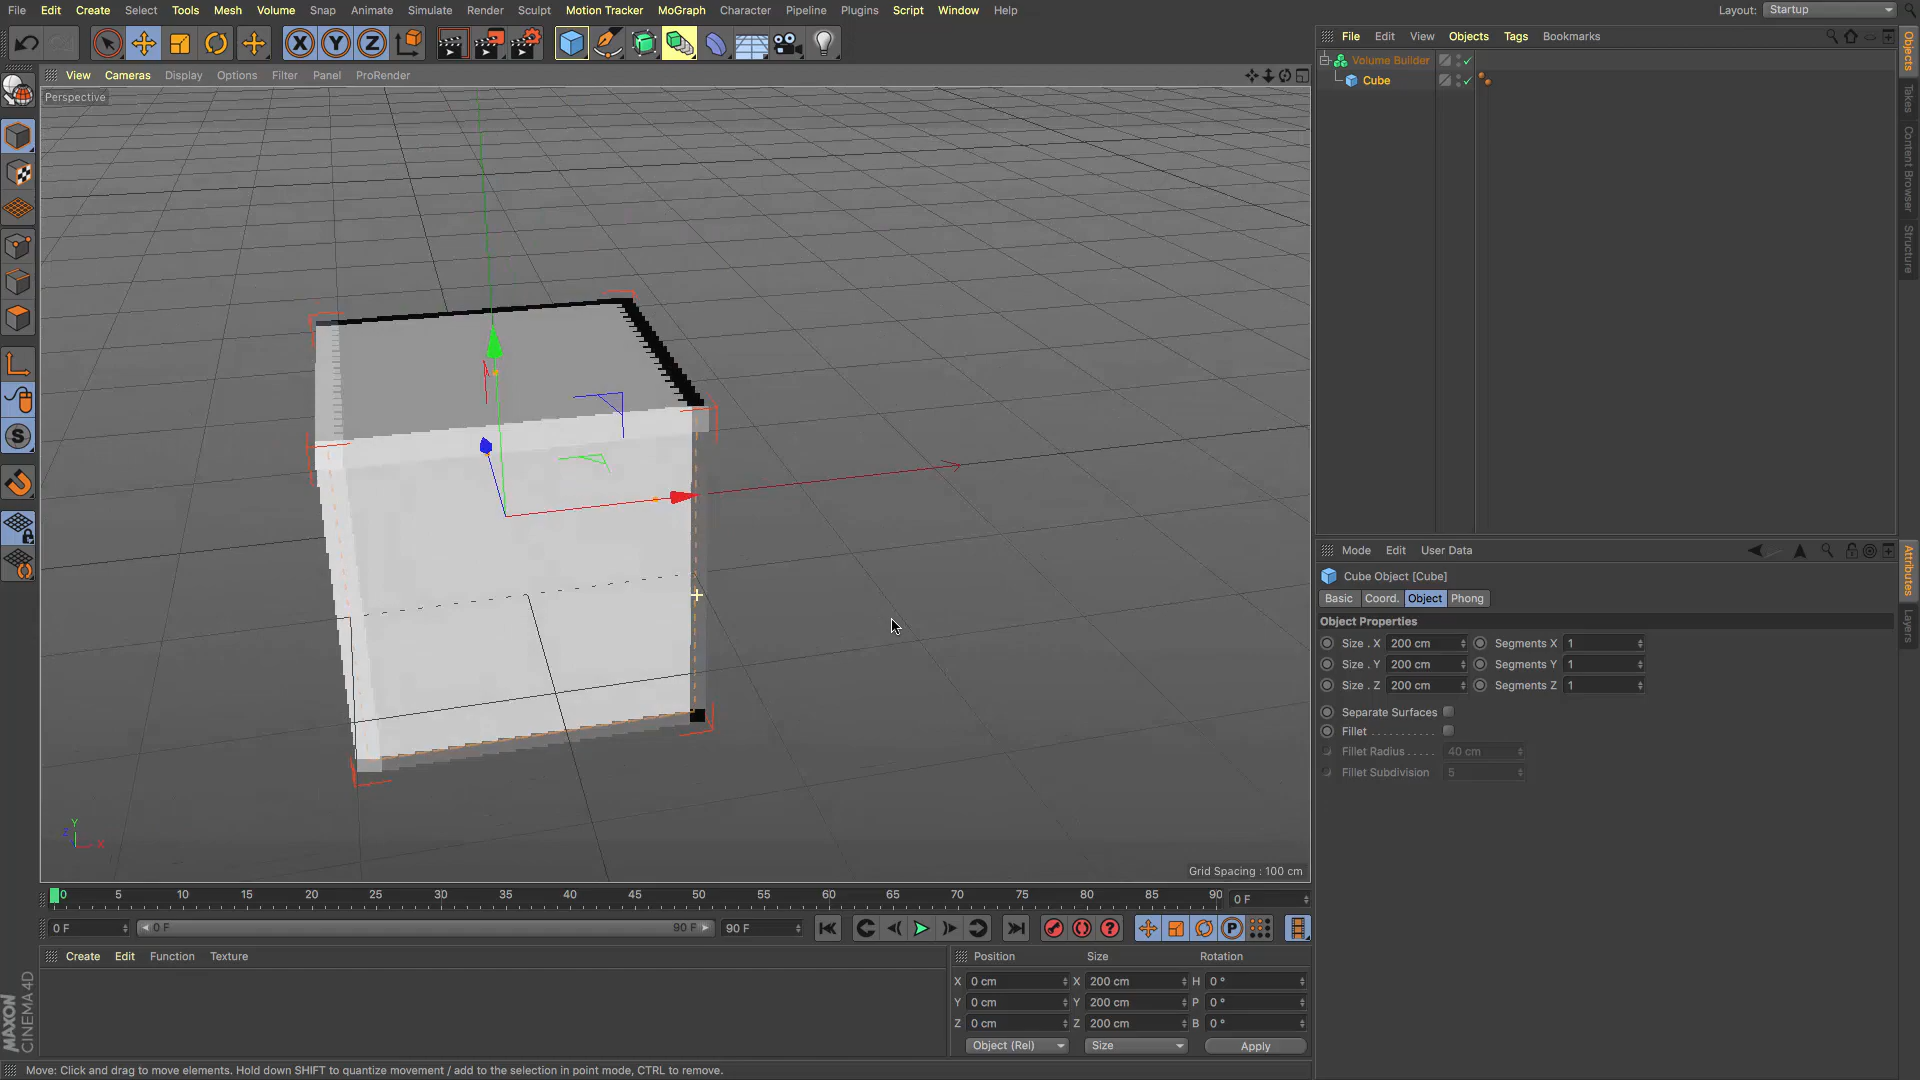 File Edit Create Select Tools Mesh Volume Snap Animate Simulate Render Sculpt Motion Tracker MoGraph Character Pipeline Plugins Script Window Help Layout: Startup
View Cameras Display Options Filter Panel ProRender
Perspective
File Edit View Objects Tags Bookmarks
Volume Builder
Cube
Objects
Takes
Content Browser
Structure
Mode Edit User Data
Cube Object [Cube]
Basic Coord. Object Phong
Object Properties
Size . X 200 cm Segments X 1
Size . Y 200 cm Segments Y 1
Size . Z 200 cm Segments Z 1
Separate Surfaces
Fillet . . . . . . . . . . .
Fillet Radius . . . . . 40 cm
Fillet Subdivision 5
Attributes
Layers
Y
Z
X
Grid Spacing : 100 cm
0 5 10 15 20 25 30 35 40 45 50 55 60 65 70 75 80 85 90 0 F
0 F 0 F 90 F 90 F
Create Edit Function Texture
Position Size Rotation
X 0 cm X 200 cm H 0 °
Y 0 cm Y 200 cm P 0 °
Z 0 cm Z 200 cm B 0 °
Object (Rel) Size Apply
MAXON
CINEMA 4D
Move: Click and drag to move elements. Hold down SHIFT to quantize movement / add to the selection in point mode, CTRL to remove.